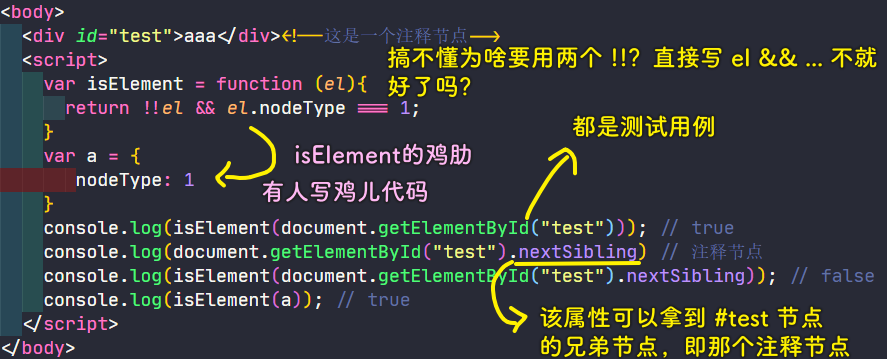 <body>
<div id="test">aaa</div><!--这是一个注释节点-->
<script>
搞不懂为啥要用两个 !!? 直接写 el && ... 不就
好了吗?
var isElement = function (el){
return !!el && el.nodeType === 1;
}
都是测试用例
var a = {
isElement的鸡肋
nodeType: 1
有人写鸡儿代码
}
console.log(isElement(document.getElementById("test"))); // true
console.log(document.getElementById("test").nextSibling) // 注释节点
console.log(isElement(document.getElementById("test").nextSibling)); // false
console.log(isElement(a)); // true
</script>
该属性可以拿到 #test 节点
的兄弟节点，即那个注释节点
</body>